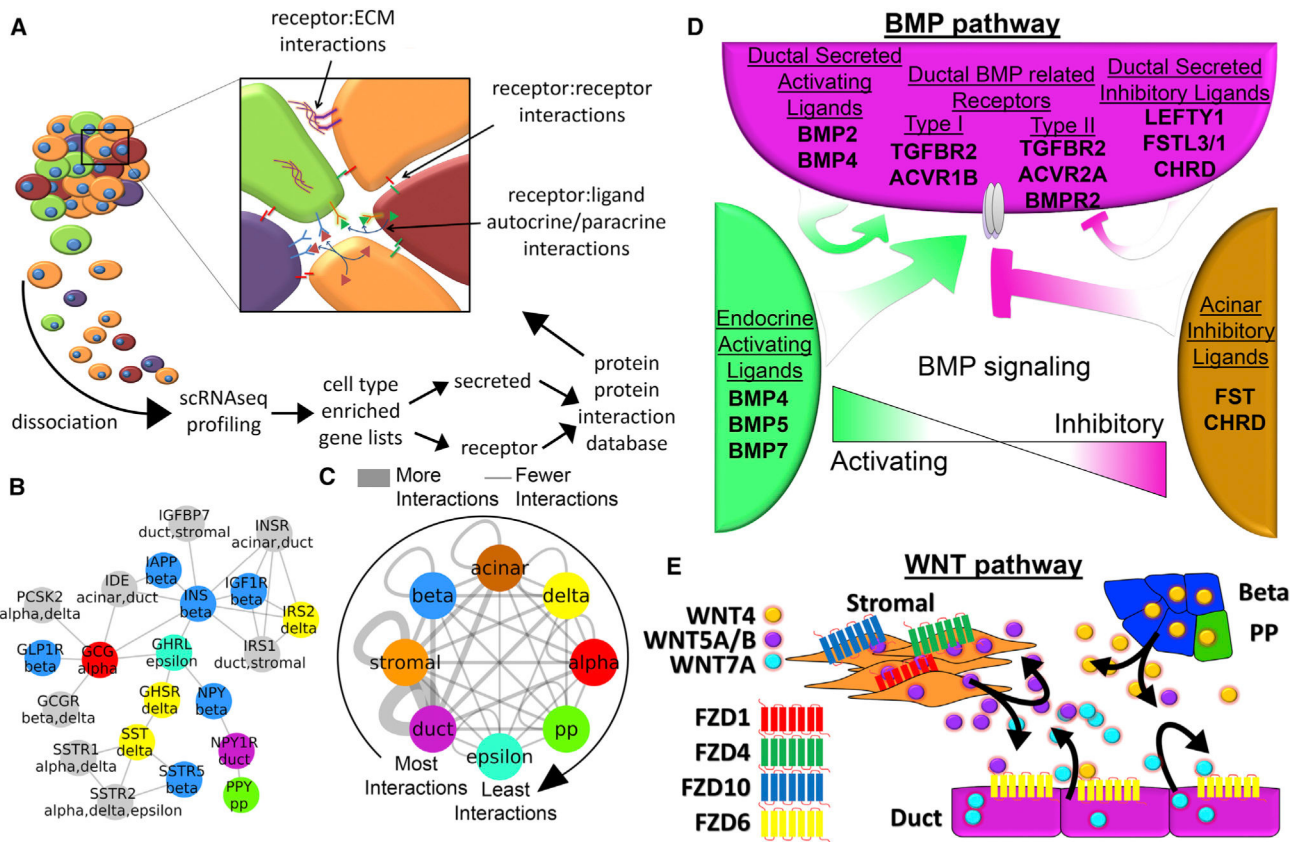 A
receptor:ECM
interactions
receptor:receptor
interactions
receptor:ligand
autocrine/paracrine
interactions
dissociation
scRNAseq
profiling
cell type
enriched
gene lists
secreted
receptor
protein
protein
interaction
database
B
IGFBP7
duct,stromal
INSR
acinar,duct
IAPP
beta
IDE
acinar,duct
INS
beta
IGF1R
beta
PCSK2
alpha,delta
IRS2
delta
GLP1R
beta
GCG
alpha
GHRL
epsilon
IRS1
duct,stromal
GCGR
beta,delta
GHSR
delta
NPY
beta
SST
delta
NPY1R
duct
SSTR1
alpha,delta
SSTR5
beta
PPY
pp
SSTR2
alpha,delta,epsilon
C
More
Interactions
Fewer
Interactions
acinar
beta
delta
stromal
alpha
duct
pp
epsilon
Most
Interactions
Least
Interactions
D
BMP pathway
Ductal Secreted
Activating
Ligands
BMP2
BMP4
Ductal BMP related
Receptors
Type I
TGFBR2
ACVR1B
Type II
TGFBR2
ACVR2A
BMPR2
Ductal Secreted
Inhibitory Ligands
LEFTY1
FSTL3/1
CHRD
Endocrine
Activating
Ligands
BMP4
BMP5
BMP7
Acinar
Inhibitory
Ligands
FST
CHRD
BMP signaling
Inhibitory
Activating
E
WNT pathway
WNT4
WNT5A/B
WNT7A
Stromal
Beta
PP
FZD1
FZD4
FZD10
FZD6
Duct